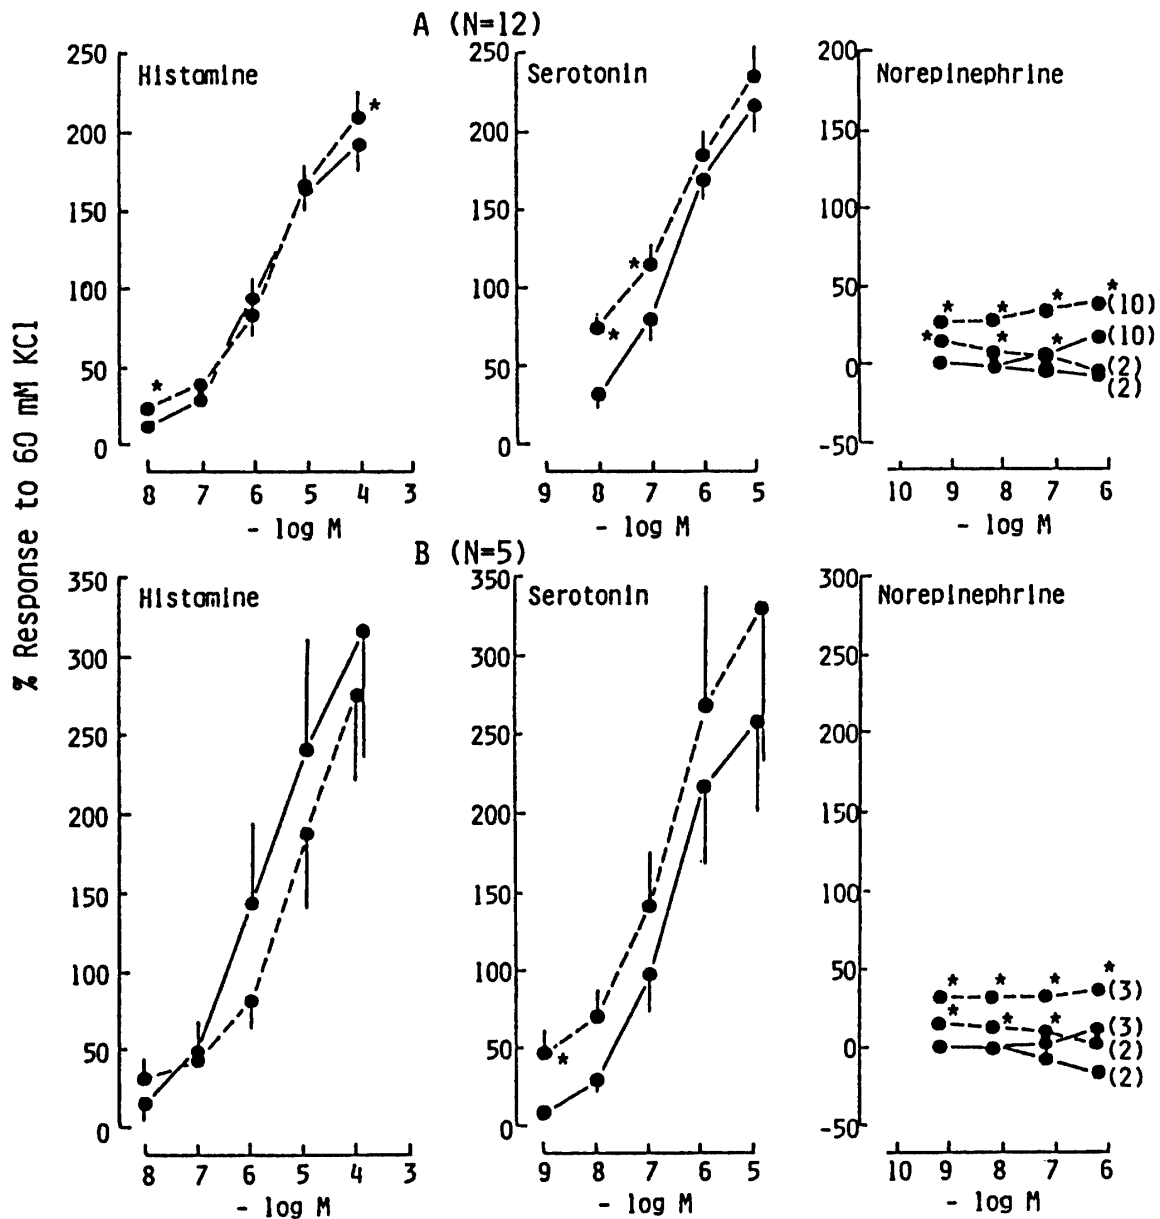 A (N=12)
% Response to 60 mM KCl
Histamine
250
200
150
100
50
0
8 7 6 5 4 3
- log M
*
*
Serotonin
250
200
150
100
50
0
9 8 7 6 5
- log M
*
*
Norepinephrine
200
150
100
50
0
-50
10 9 8 7 6
- log M
* * * *
(10)
* * *
(10)
(2)
(2)
B (N=5)
Histamine
350
300
250
200
150
100
50
0
8 7 6 5 4 3
- log M
Serotonin
350
300
250
200
150
100
50
0
9 8 7 6 5
- log M
*
Norepinephrine
300
250
200
150
100
50
0
-50
10 9 8 7 6
- log M
* * * *
(3)
* * *
(3)
(2)
(2)